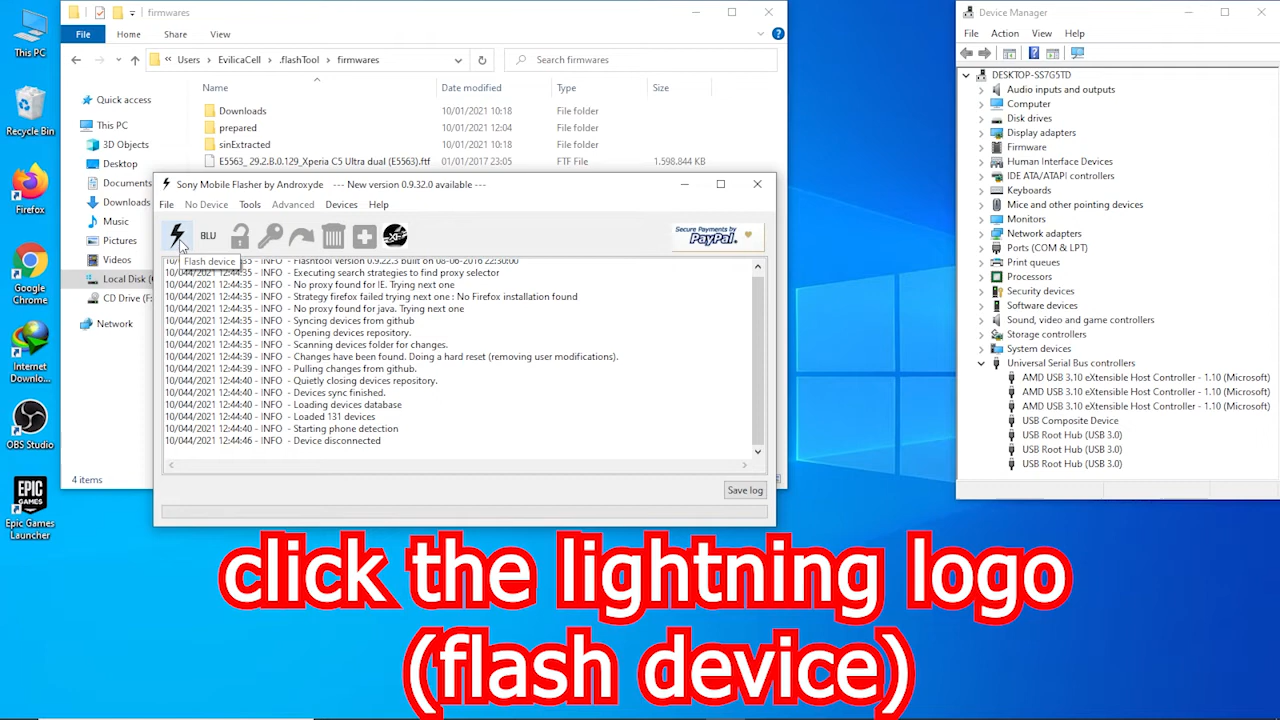 This PC
Recycle Bin
Firefox
Google
Chrome
Internet
Downlo...
OBS Studio
Epic Games
Launcher
firmwares
File
Home
Share
View
Users
EvilicaCell
.flashTool
firmwares
Search firmwares
Name
Date modified
Type
Size
Quick access
This PC
3D Objects
Desktop
Documents
Downloads
Music
Pictures
Videos
Local Disk (
CD Drive (F:
Network
Downloads 10/01/2021 10:18 File folder
prepared 10/01/2021 12:04 File folder
sinExtracted 10/01/2021 10:18 File folder
E5563_ 29.2.B.0.129_Xperia C5 Ultra dual (E5563).ftf 01/01/2017 23:05 FTF File 1.598.844 KB
4 items
Sony Mobile Flasher by Androxyde --- New version 0.9.32.0 available ---
File No Device Tools Advanced Devices Help
BLU
Secure Payments by
PayPal.
Flash device
10/044/2021 12:44:35 - INFO - Executing search strategies to find proxy selector
10/044/2021 12:44:35 - INFO - No proxy found for IE. Trying next one
10/044/2021 12:44:35 - INFO - Strategy firefox failed trying next one : No Firefox installation found
10/044/2021 12:44:35 - INFO - No proxy found for java. Trying next one
10/044/2021 12:44:35 - INFO - Syncing devices from github
10/044/2021 12:44:35 - INFO - Opening devices repository.
10/044/2021 12:44:35 - INFO - Scanning devices folder for changes.
10/044/2021 12:44:39 - INFO - Changes have been found. Doing a hard reset (removing user modifications).
10/044/2021 12:44:39 - INFO - Pulling changes from github.
10/044/2021 12:44:40 - INFO - Quietly closing devices repository.
10/044/2021 12:44:40 - INFO - Devices sync finished.
10/044/2021 12:44:40 - INFO - Loading devices database
10/044/2021 12:44:40 - INFO - Loaded 131 devices
10/044/2021 12:44:40 - INFO - Starting phone detection
10/044/2021 12:44:46 - INFO - Device disconnected
Save log
Device Manager
File Action View Help
DESKTOP-SS7G5TD
Audio inputs and outputs
Computer
Disk drives
Display adapters
Firmware
Human Interface Devices
IDE ATA/ATAPI controllers
Keyboards
Mice and other pointing devices
Monitors
Network adapters
Ports (COM & LPT)
Print queues
Processors
Security devices
Software devices
Sound, video and game controllers
Storage controllers
System devices
Universal Serial Bus controllers
AMD USB 3.10 eXtensible Host Controller - 1.10 (Microsoft)
AMD USB 3.10 eXtensible Host Controller - 1.10 (Microsoft)
AMD USB 3.10 eXtensible Host Controller - 1.10 (Microsoft)
USB Composite Device
USB Root Hub (USB 3.0)
USB Root Hub (USB 3.0)
USB Root Hub (USB 3.0)
click the lightning logo
(flash device)